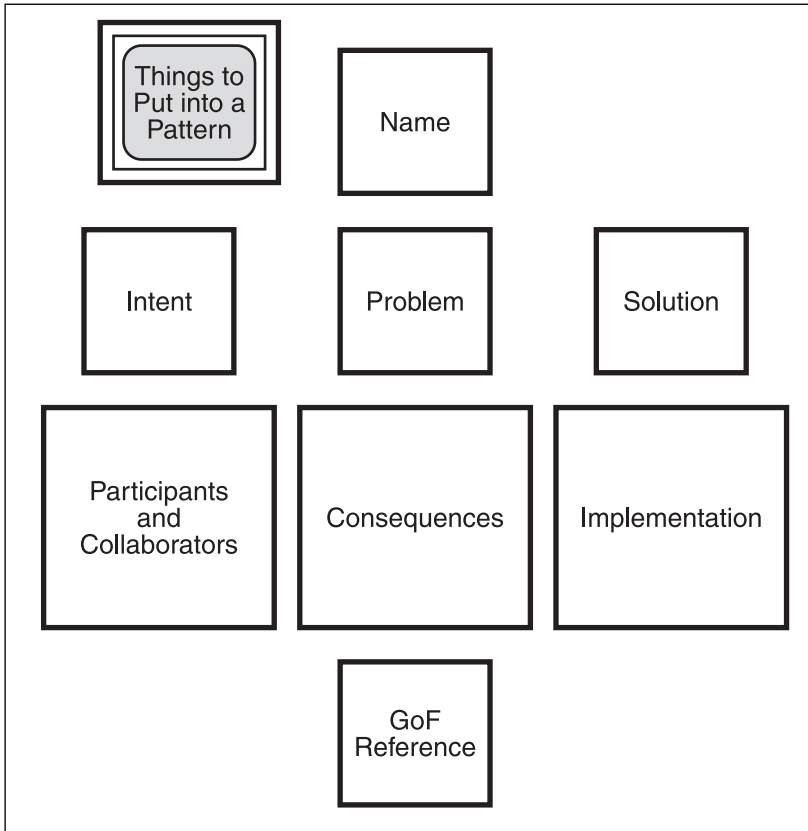 Things to
Put into a
Pattern
Name
Intent
Problem
Solution
Participants
and
Collaborators
Consequences
Implementation
GoF
Reference